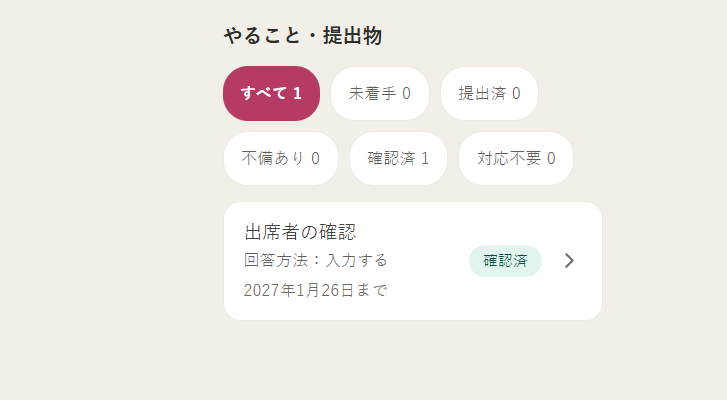 やること・提出物
すべて 1
未着手 0
提出済 0
不備あり 0
確認済 1
対応不要 0
出席者の確認
回答方法：入力する
確認済
2027年1月26日まで